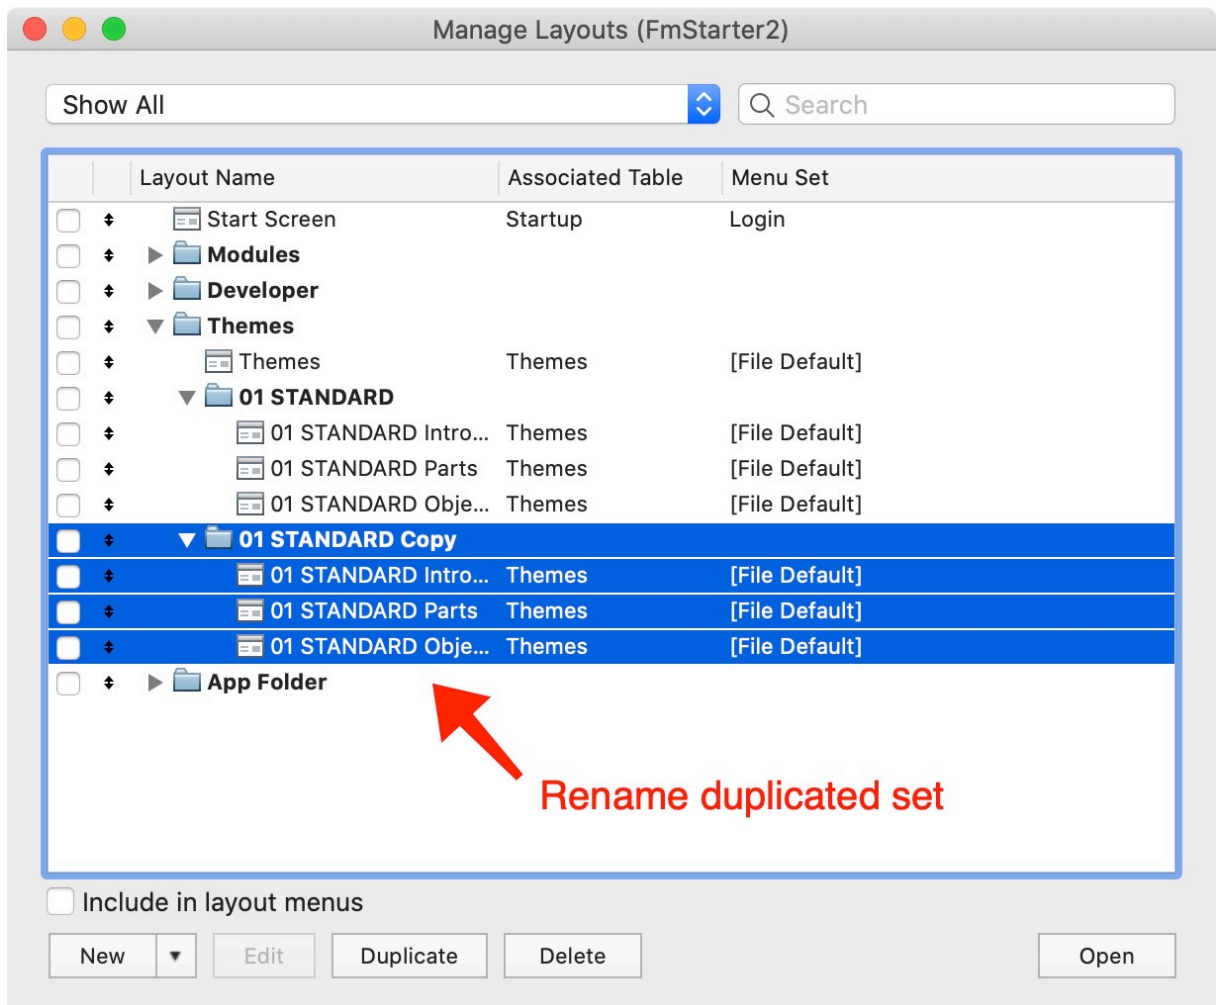 Manage Layouts (FmStarter2)
Show All
Search
Layout Name Associated Table Menu Set
Start Screen Startup Login
Modules
Developer
Themes
Themes Themes [File Default]
01 STANDARD
01 STANDARD Intro... Themes [File Default]
01 STANDARD Parts Themes [File Default]
01 STANDARD Obje... Themes [File Default]
01 STANDARD Copy
01 STANDARD Intro... Themes [File Default]
01 STANDARD Parts Themes [File Default]
01 STANDARD Obje... Themes [File Default]
App Folder
Rename duplicated set
Include in layout menus
New Edit Duplicate Delete Open